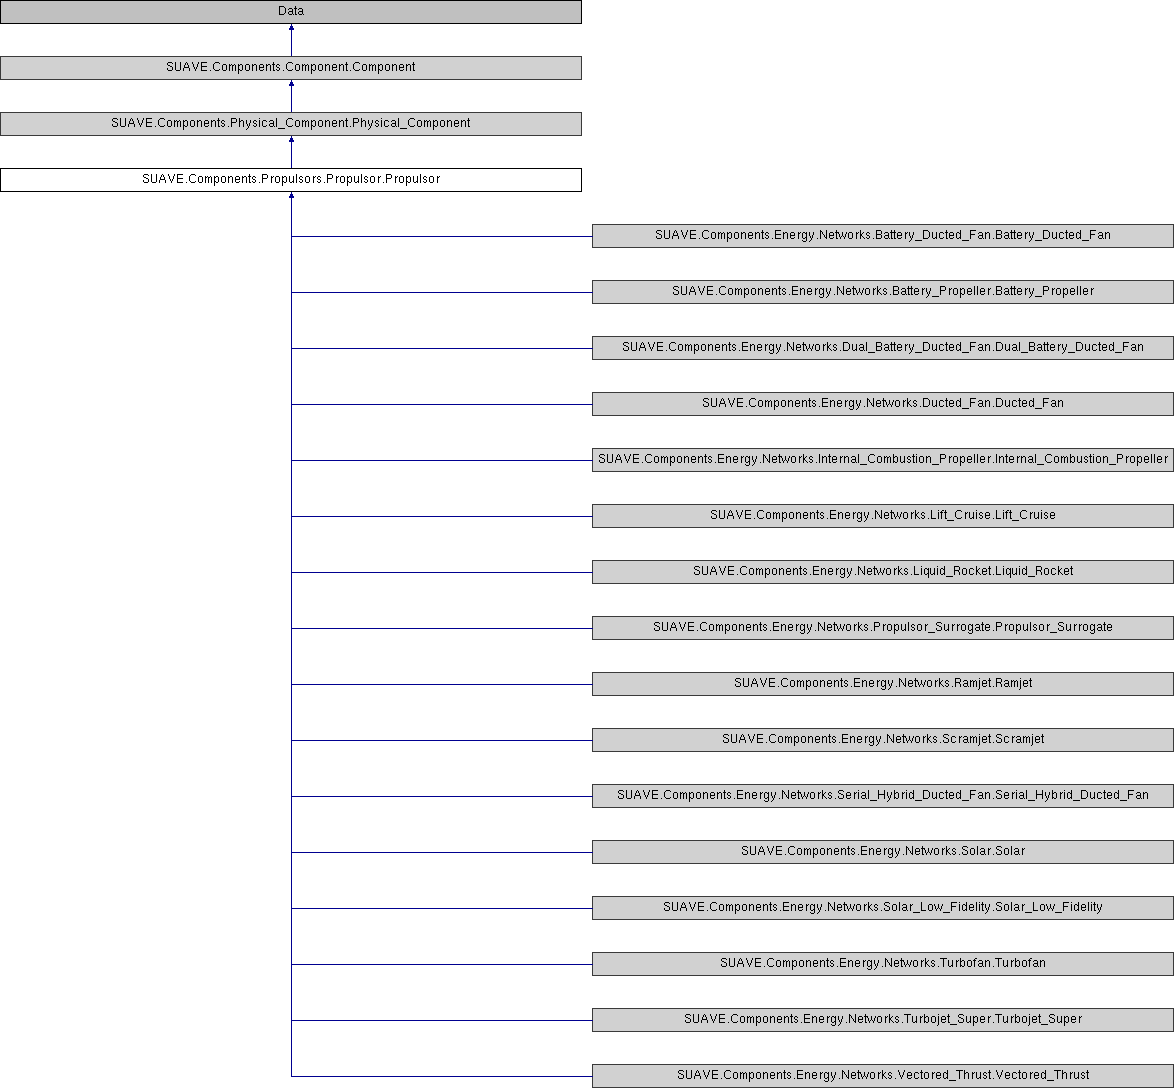 Data
SUAVE.Components.Component.Component
SUAVE.Components.Physical_Component.Physical_Component
SUAVE.Components.Propulsors.Propulsor.Propulsor
SUAVE.Components.Energy.Networks.Battery_Ducted_Fan.Battery_Ducted_Fan
SUAVE.Components.Energy.Networks.Battery_Propeller.Battery_Propeller
SUAVE.Components.Energy.Networks.Dual_Battery_Ducted_Fan.Dual_Battery_Ducted_Fan
SUAVE.Components.Energy.Networks.Ducted_Fan.Ducted_Fan
SUAVE.Components.Energy.Networks.Internal_Combustion_Propeller.Internal_Combustion_Propeller
SUAVE.Components.Energy.Networks.Lift_Cruise.Lift_Cruise
SUAVE.Components.Energy.Networks.Liquid_Rocket.Liquid_Rocket
SUAVE.Components.Energy.Networks.Propulsor_Surrogate.Propulsor_Surrogate
SUAVE.Components.Energy.Networks.Ramjet.Ramjet
SUAVE.Components.Energy.Networks.Scramjet.Scramjet
SUAVE.Components.Energy.Networks.Serial_Hybrid_Ducted_Fan.Serial_Hybrid_Ducted_Fan
SUAVE.Components.Energy.Networks.Solar.Solar
SUAVE.Components.Energy.Networks.Solar_Low_Fidelity.Solar_Low_Fidelity
SUAVE.Components.Energy.Networks.Turbofan.Turbofan
SUAVE.Components.Energy.Networks.Turbojet_Super.Turbojet_Super
SUAVE.Components.Energy.Networks.Vectored_Thrust.Vectored_Thrust